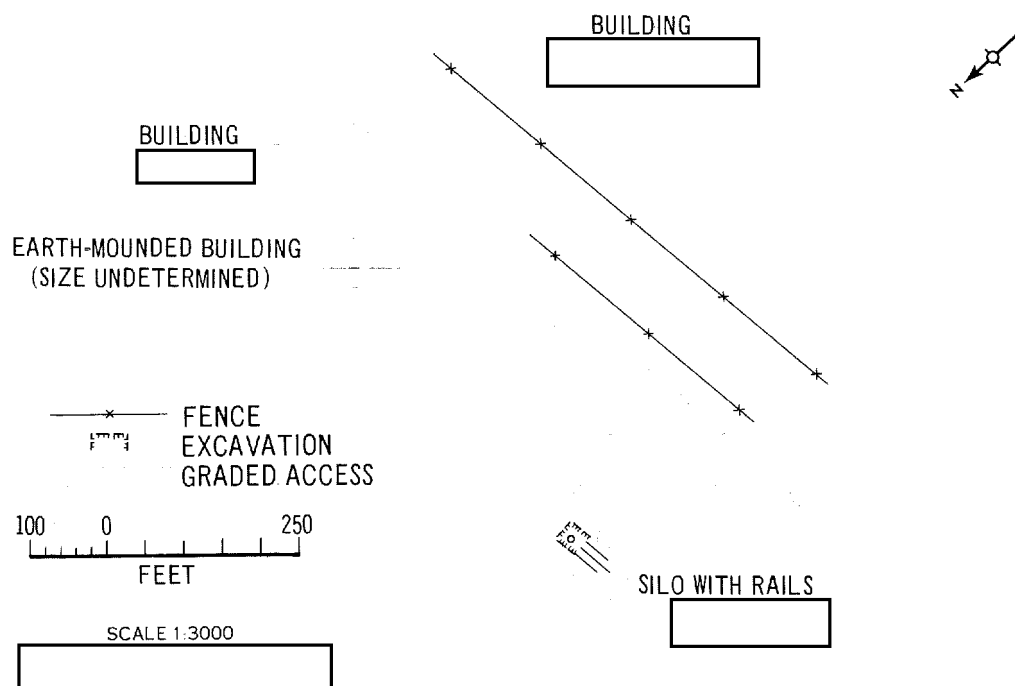 BUILDING
BUILDING
N
EARTH-MOUNDED BUILDING
(SIZE UNDETERMINED)
FENCE
EXCAVATION
GRADED ACCESS
100 0 250
FEET
SILO WITH RAILS
SCALE 1:3000